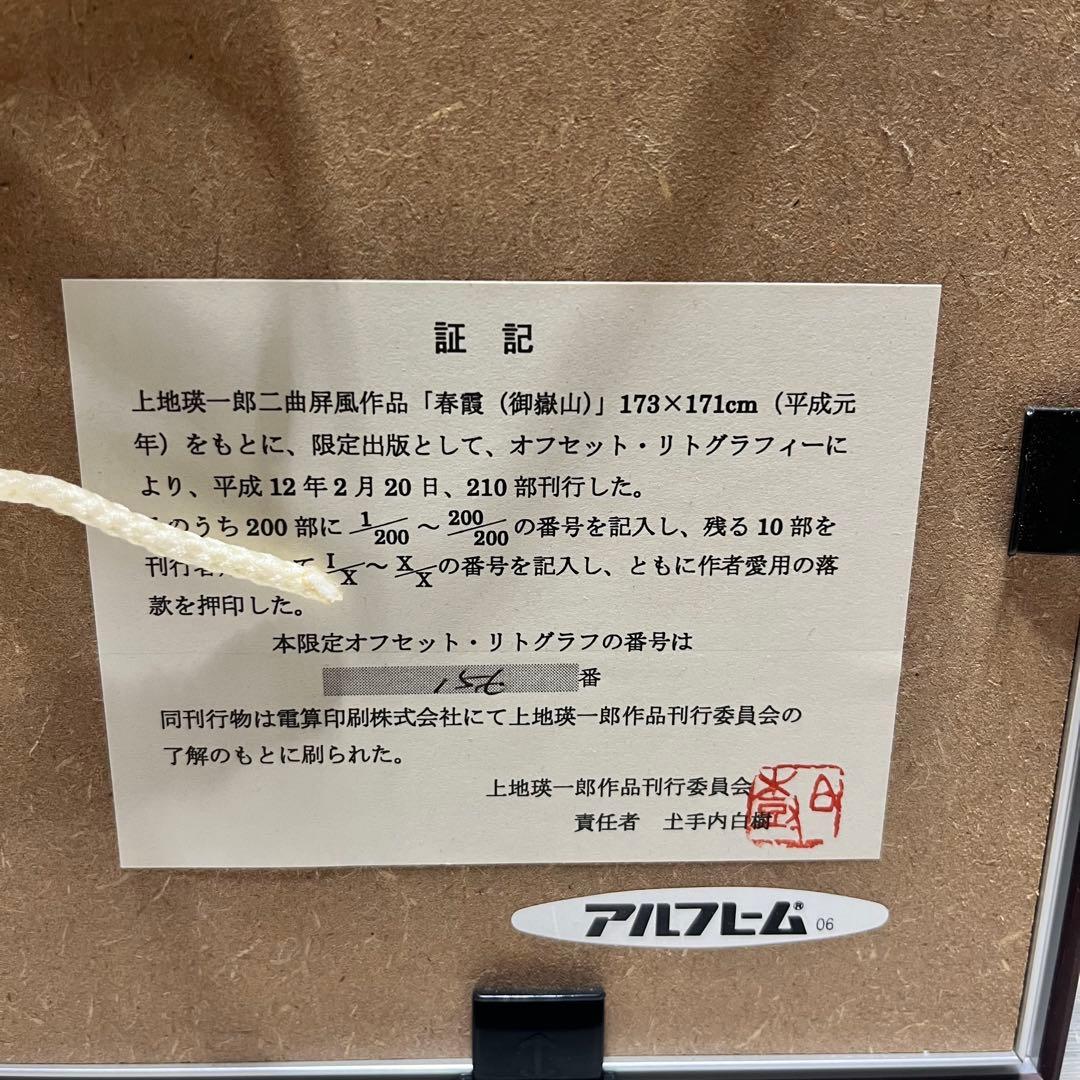 証 記
上地瑛一郎二曲屏風作品「春霞（御嶽山）」173×171cm（平成元
年）をもとに、限定出版として、オフセット・リトグラフィーに
より、平成12年2月20日、210部刊行した。
のうち200部に 1/200 ～ 200/200 の番号を記入し、残る10部を
刊行 て I/X～X/X の番号を記入し、ともに作者愛用の落
款を押印した。
本限定オフセット・リトグラフの番号は
番
同刊行物は電算印刷株式会社にて上地瑛一郎作品刊行委員会の
了解のもとに刷られた。
上地瑛一郎作品刊行委員会
責任者　土手内白樹
アルフレーム® 06